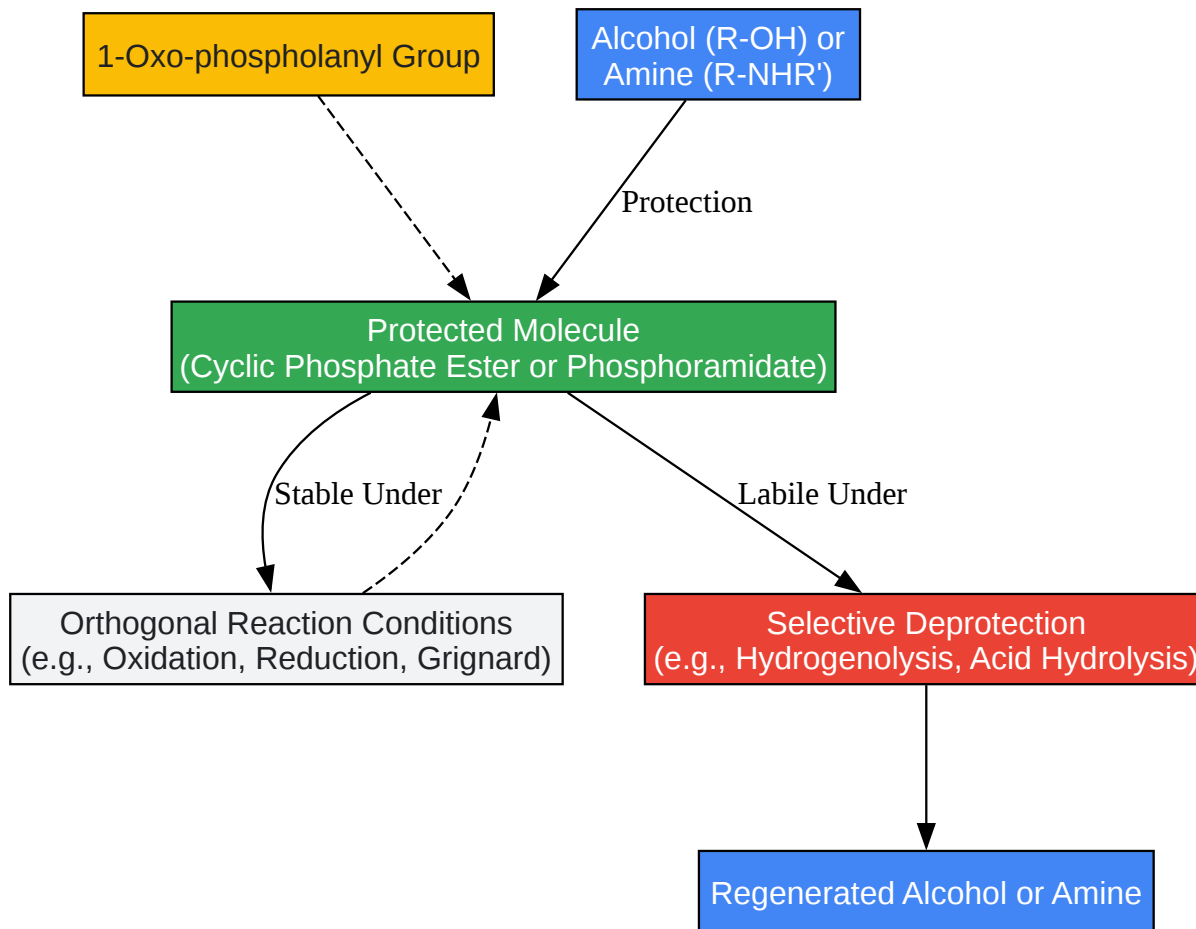 1-Oxo-phospholanyl Group
Alcohol (R-OH) or
Amine (R-NHR')
Protection
Protected Molecule
(Cyclic Phosphate Ester or Phosphoramidate)
Stable Under
Labile Under
Orthogonal Reaction Conditions
(e.g., Oxidation, Reduction, Grignard)
Selective Deprotection
(e.g., Hydrogenolysis, Acid Hydrolysis)
Regenerated Alcohol or Amine